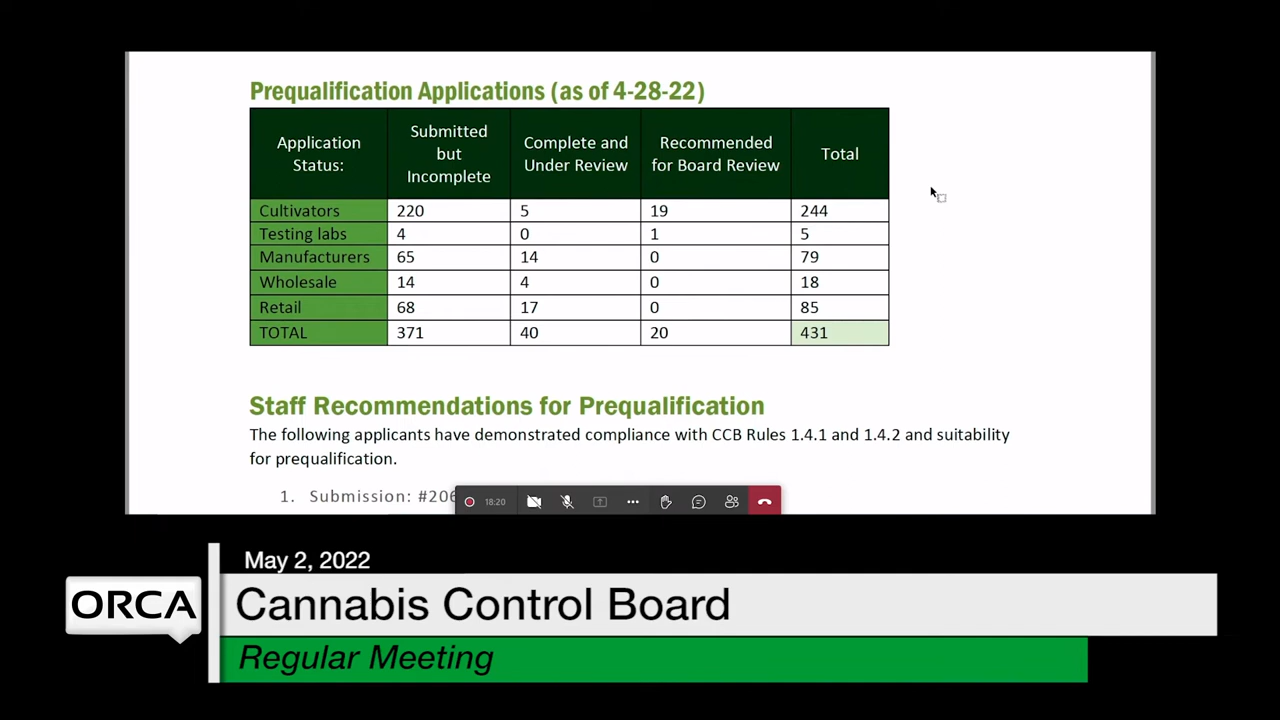 Prequalification Applications (as of 4-28-22)
Application Status: Submitted but Incomplete Complete and Under Review Recommended for Board Review Total
Cultivators 220 5 19 244
Testing labs 4 0 1 5
Manufacturers 65 14 0 79
Wholesale 14 4 0 18
Retail 68 17 0 85
TOTAL 371 40 20 431
Staff Recommendations for Prequalification
The following applicants have demonstrated compliance with CCB Rules 1.4.1 and 1.4.2 and suitability
for prequalification.
1. Submission: #206
18:20
May 2, 2022
ORCA
Cannabis Control Board
Regular Meeting